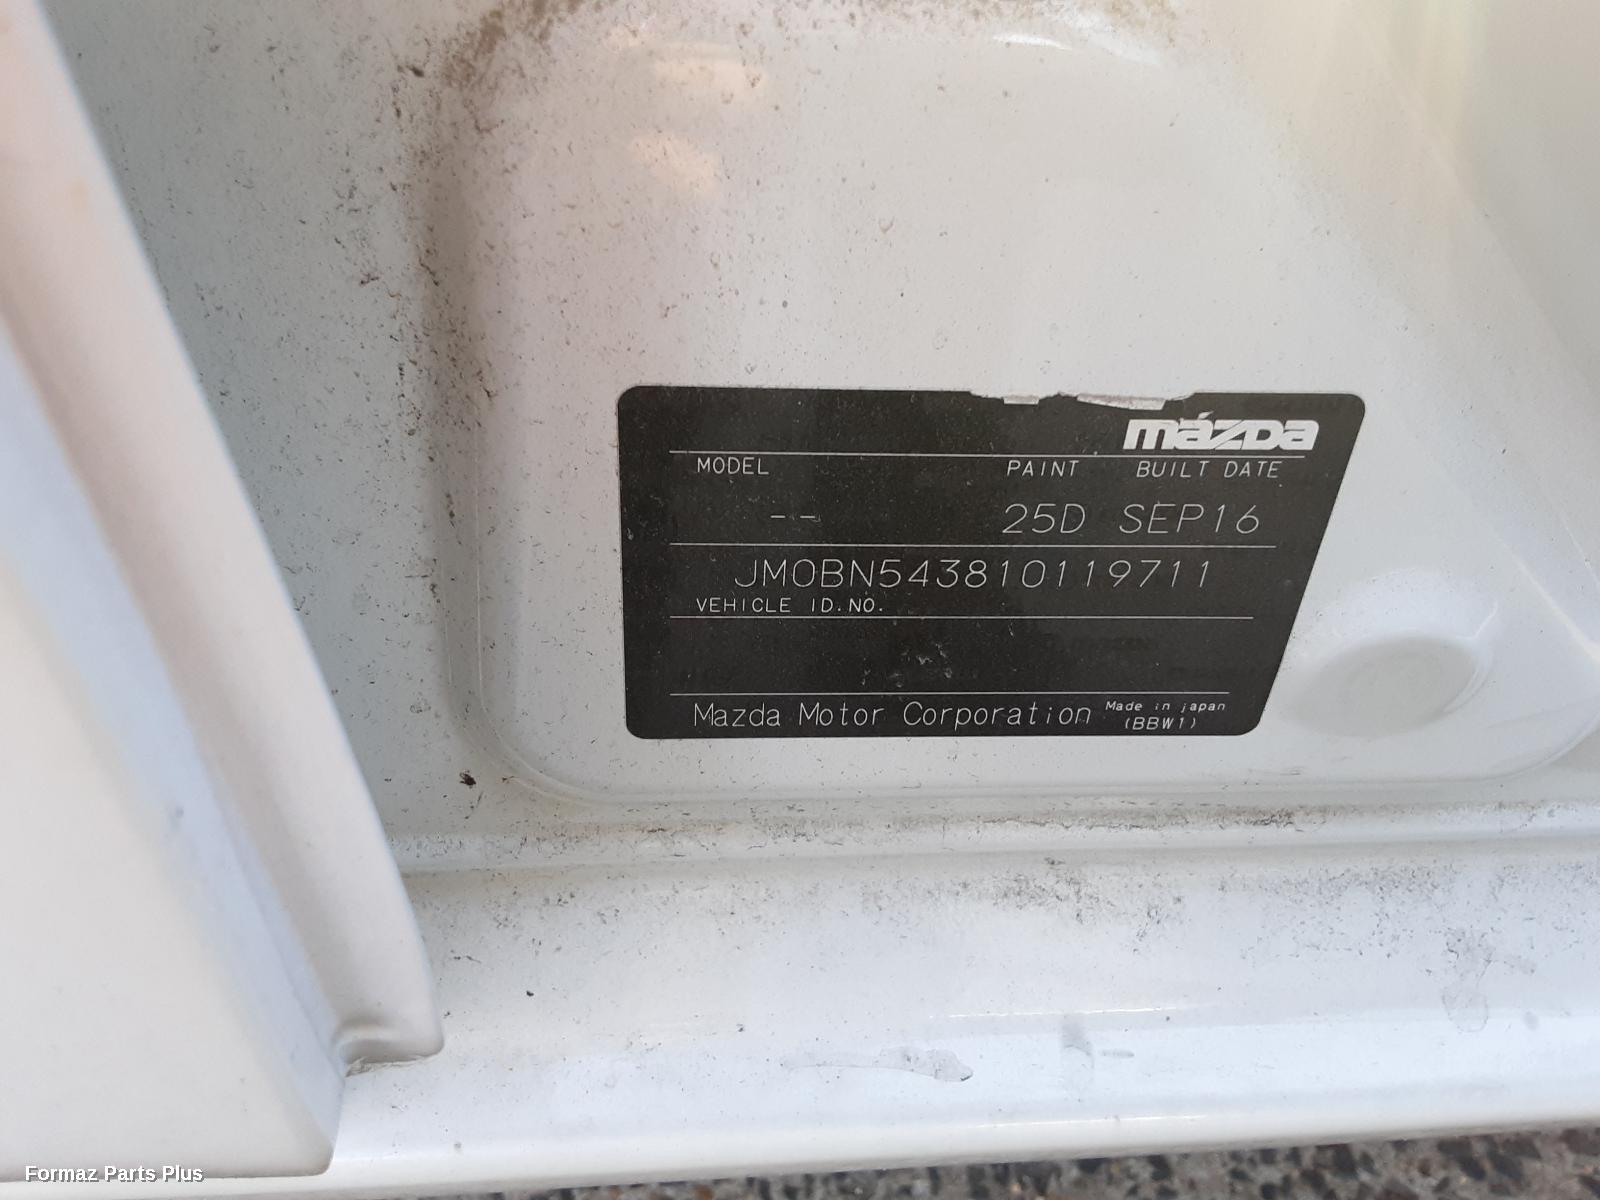 mazda
MODEL PAINT BUILT DATE
-- 25D SEP16
JM0BN543810119711
VEHICLE ID.NO.
Mazda Motor Corporation Made in japan
(BBW1)
Formaz Parts Plus